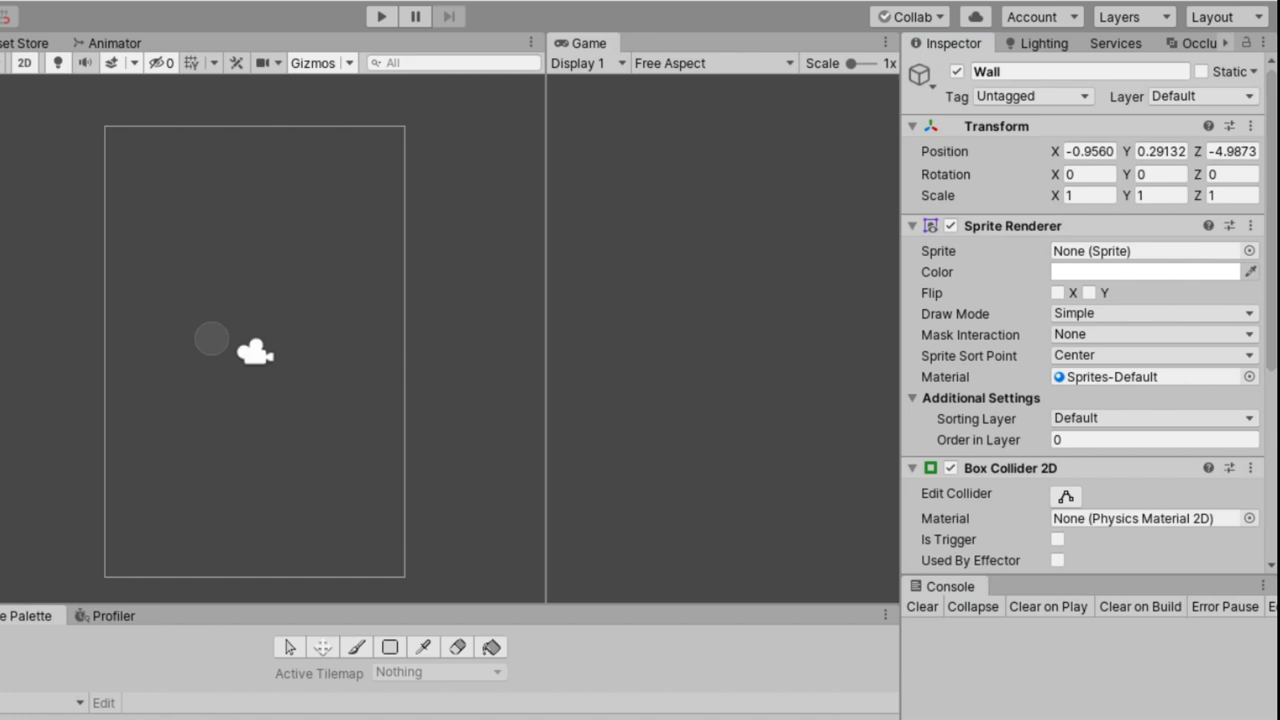 Collab
Account
Layers
Layout
set Store
Animator
2D
0
Gizmos
All
Game
Display 1
Free Aspect
Scale
1x
Inspector
Lighting
Services
Occlu
Wall
Static
Tag Untagged
Layer Default
Transform
Position X -0.9560 Y 0.29132 Z -4.9873
Rotation X 0 Y 0 Z 0
Scale X 1 Y 1 Z 1
Sprite Renderer
Sprite None (Sprite)
Color
Flip X Y
Draw Mode Simple
Mask Interaction None
Sprite Sort Point Center
Material Sprites-Default
Additional Settings
Sorting Layer Default
Order in Layer 0
Box Collider 2D
Edit Collider
Material None (Physics Material 2D)
Is Trigger
Used By Effector
e Palette
Profiler
Active Tilemap Nothing
Edit
Console
Clear
Collapse
Clear on Play
Clear on Build
Error Pause